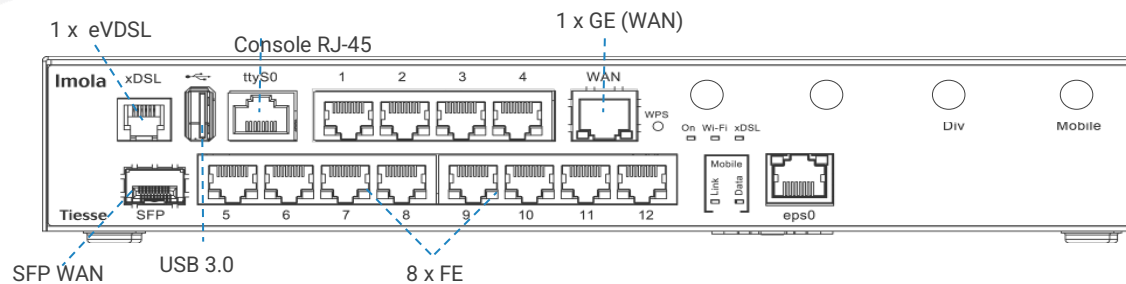 1 x eVDSL
Console RJ-45
1 x GE (WAN)
Imola
xDSL
ttyS0
1
2
3
4
WAN
WPS
On Wi-Fi xDSL
Div
Mobile
Mobile
Link
Data
Tiesse
SFP
5
6
7
8
9
10
11
12
eps0
SFP WAN
USB 3.0
8 x FE